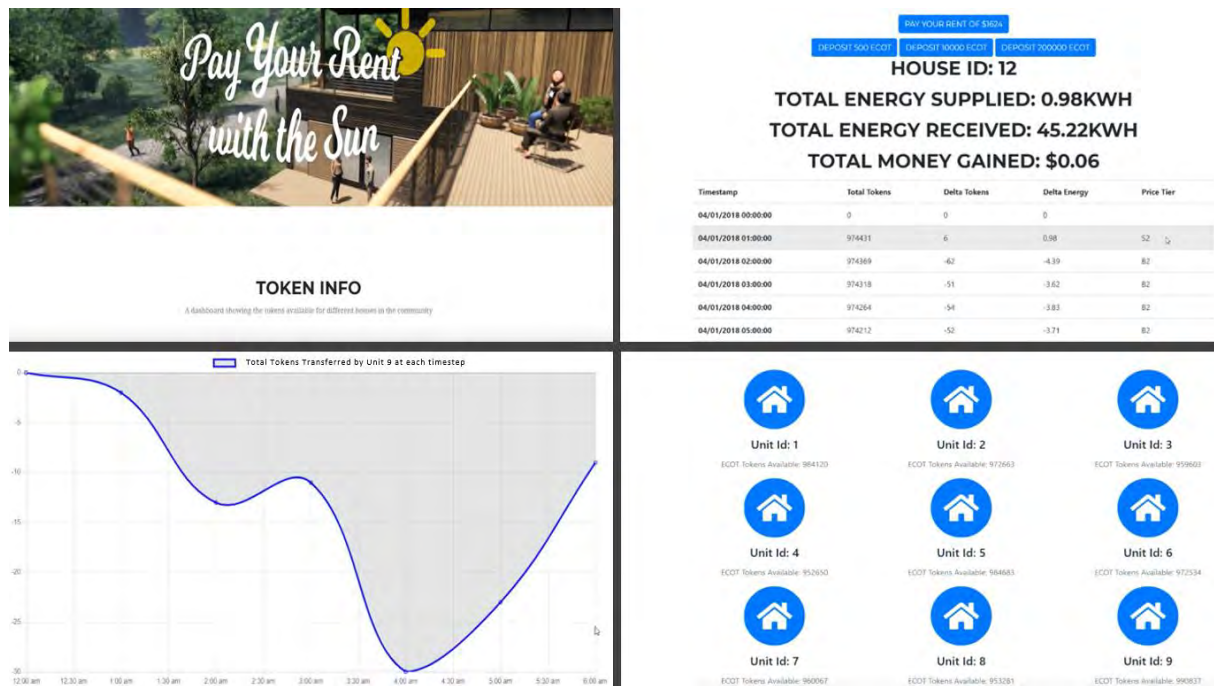 Pay Your Rent
with the Sun
TOKEN INFO
A dashboard showing the tokens available for different houses in the community
PAY YOUR RENT OF $1624
DEPOSIT 500 ECOT DEPOSIT 10000 ECOT DEPOSIT 200000 ECOT
HOUSE ID: 12
TOTAL ENERGY SUPPLIED: 0.98KWH
TOTAL ENERGY RECEIVED: 45.22KWH
TOTAL MONEY GAINED: $0.06
Timestamp Total Tokens Delta Tokens Delta Energy Price Tier
04/01/2018 00:00:00 0 0 0
04/01/2018 01:00:00 974431 6 0.98 S2
04/01/2018 02:00:00 974369 -62 -4.39 B2
04/01/2018 03:00:00 974318 -51 -3.62 B2
04/01/2018 04:00:00 974264 -54 -3.83 B2
04/01/2018 05:00:00 974212 -52 -3.71 B2
Total Tokens Transferred by Unit 9 at each timestep
0
-5
-10
-15
-20
-25
-30
12:00 am 12:30 am 1:00 am 1:30 am 2:00 am 2:30 am 3:00 am 3:30 am 4:00 am 4:30 am 5:00 am 5:30 am 6:00 am
Unit Id: 1 Unit Id: 2 Unit Id: 3
ECOT Tokens Available: 984120 ECOT Tokens Available: 972663 ECOT Tokens Available: 959603
Unit Id: 4 Unit Id: 5 Unit Id: 6
ECOT Tokens Available: 952650 ECOT Tokens Available: 984683 ECOT Tokens Available: 972534
Unit Id: 7 Unit Id: 8 Unit Id: 9
ECOT Tokens Available: 960067 ECOT Tokens Available: 953281 ECOT Tokens Available: 990837